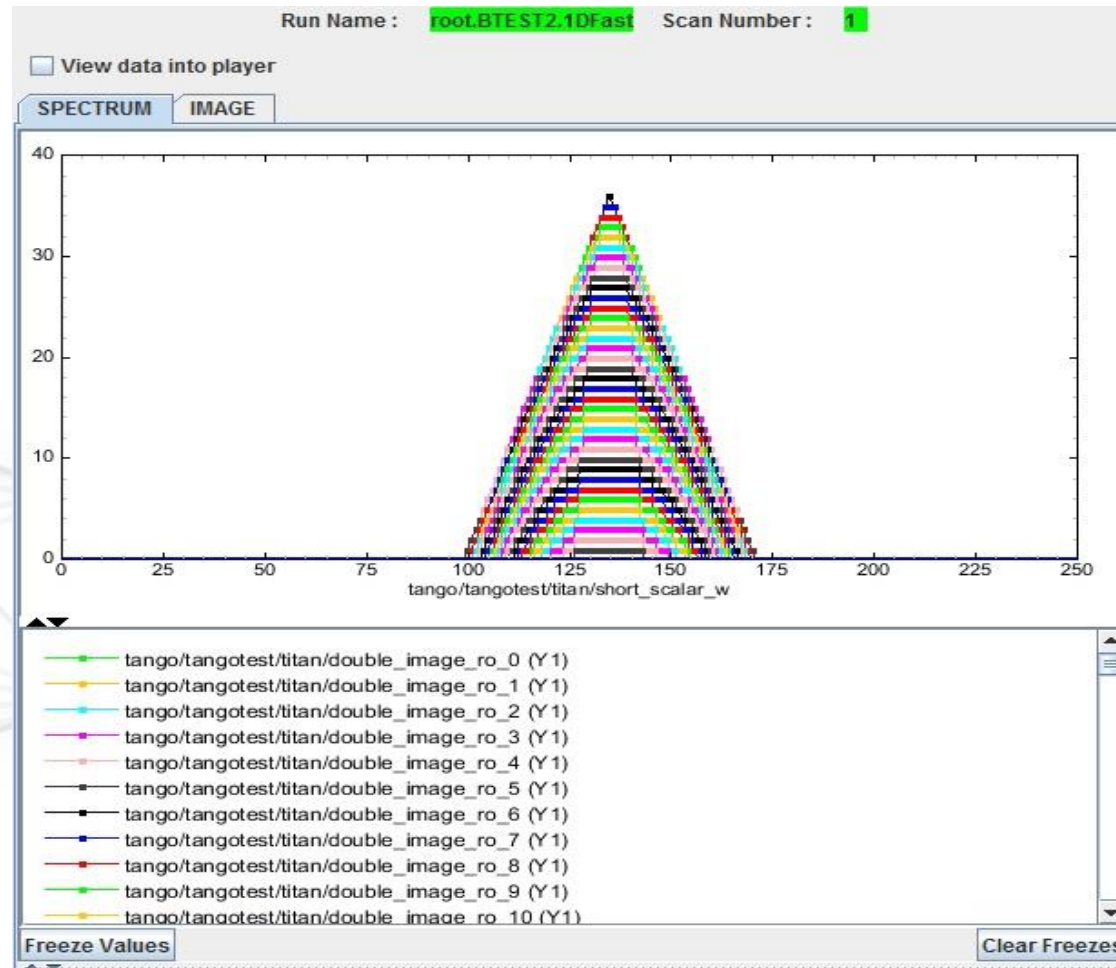 Run Name : root.BTEST2.1DFast Scan Number : 1
View data into player
SPECTRUM IMAGE
40
30
20
10
0
0 25 50 75 100 125 150 175 200 225 250
tango/tangotest/titan/short_scalar_w
tango/tangotest/titan/double_image_ro_0 (Y1)
tango/tangotest/titan/double_image_ro_1 (Y1)
tango/tangotest/titan/double_image_ro_2 (Y1)
tango/tangotest/titan/double_image_ro_3 (Y1)
tango/tangotest/titan/double_image_ro_4 (Y1)
tango/tangotest/titan/double_image_ro_5 (Y1)
tango/tangotest/titan/double_image_ro_6 (Y1)
tango/tangotest/titan/double_image_ro_7 (Y1)
tango/tangotest/titan/double_image_ro_8 (Y1)
tango/tangotest/titan/double_image_ro_9 (Y1)
tango/tangotest/titan/double_image_ro_10 (Y1)
Freeze Values Clear Freezes